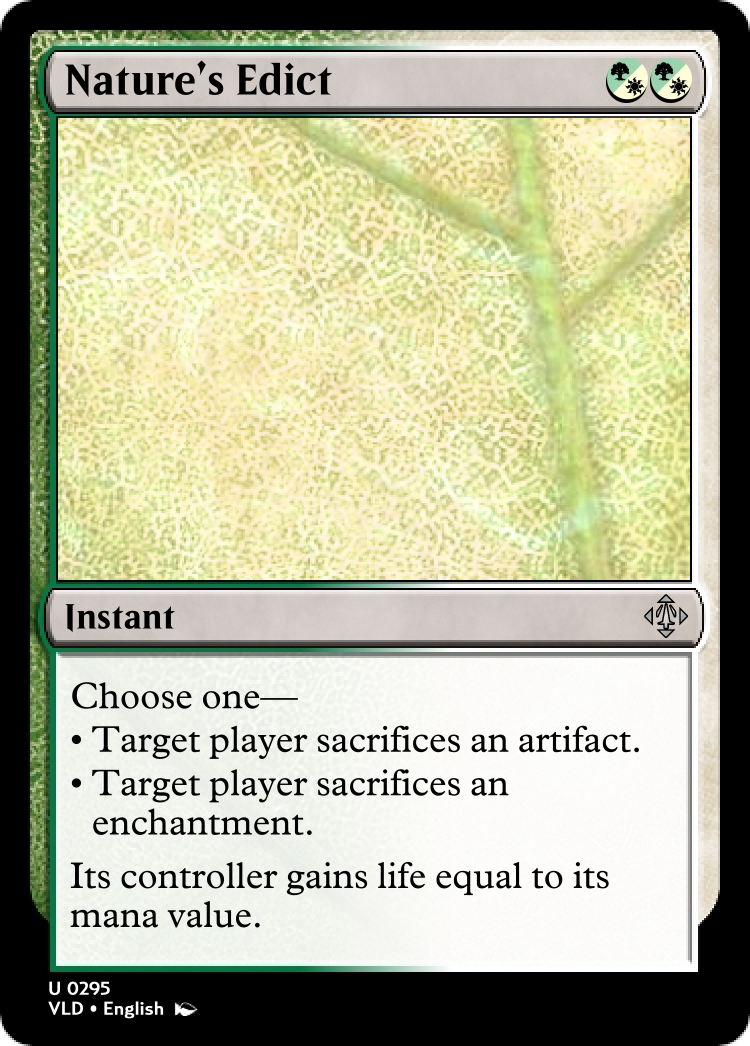 Nature's Edict
Instant
Choose one—
• Target player sacrifices an artifact.
• Target player sacrifices an
enchantment.
Its controller gains life equal to its
mana value.
U 0295
VLD • English